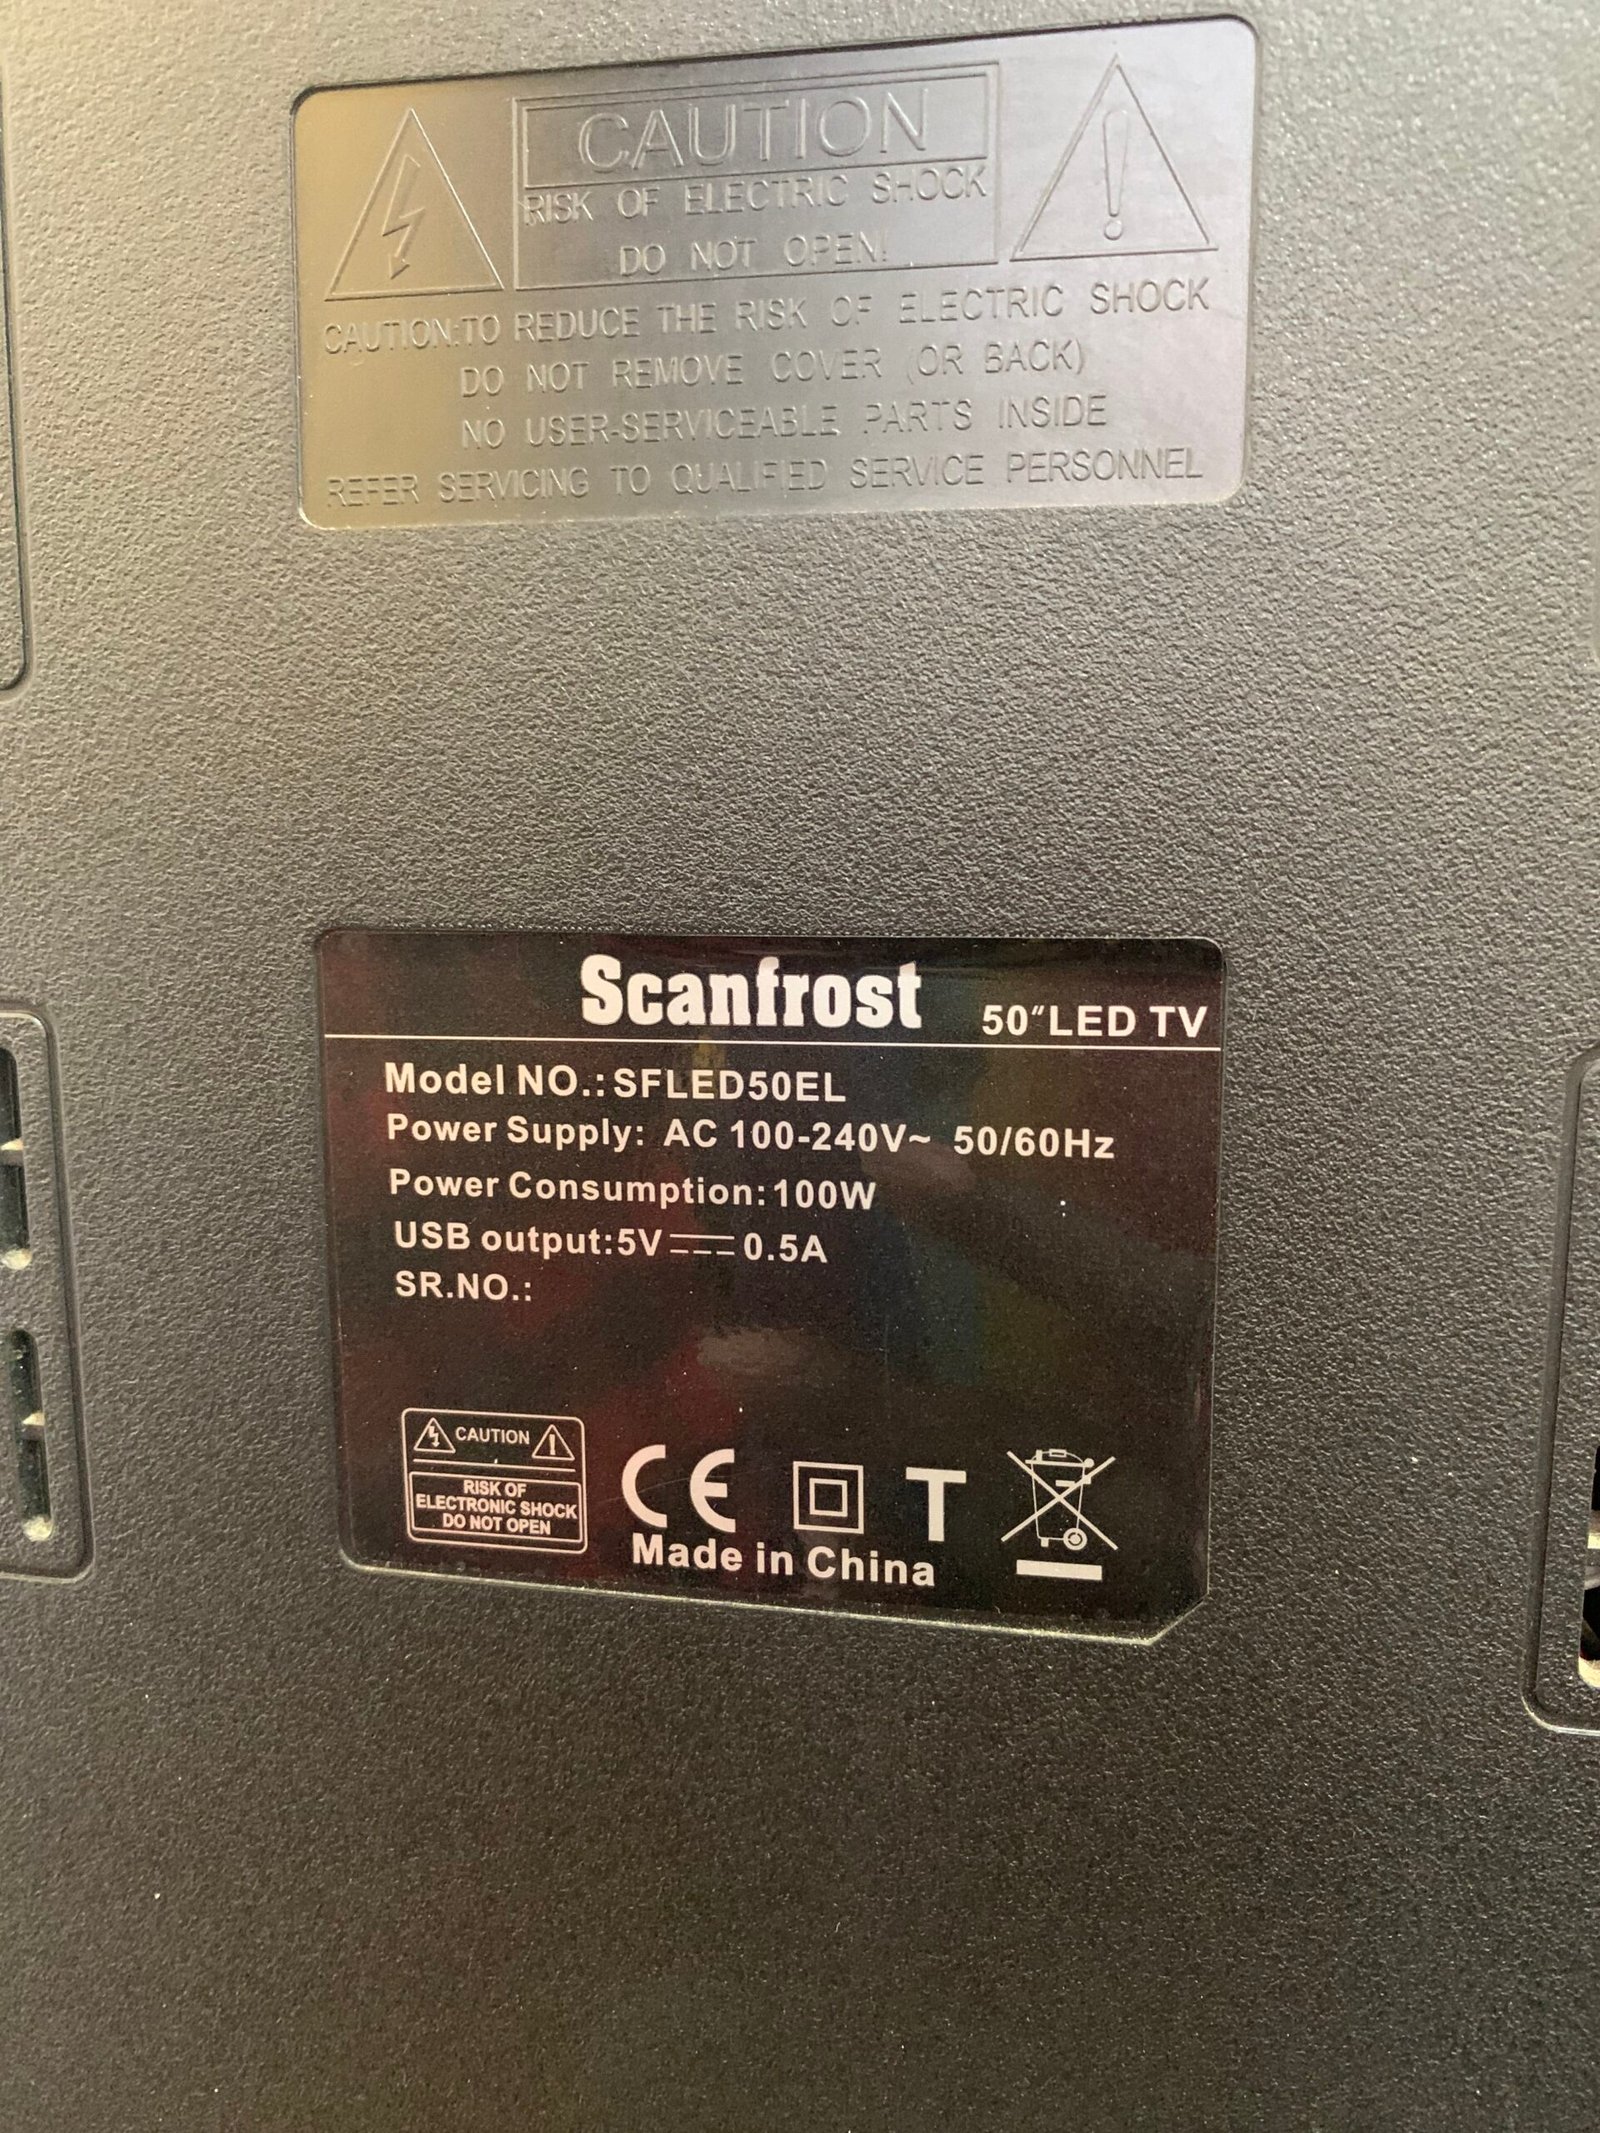 CAUTION
RISK OF ELECTRIC SHOCK
DO NOT OPEN!
CAUTION:TO REDUCE THE RISK OF ELECTRIC SHOCK
DO NOT REMOVE COVER (OR BACK)
NO USER-SERVICEABLE PARTS INSIDE
REFER SERVICING TO QUALIFIED SERVICE PERSONNEL
Scanfrost 50″LED TV
Model NO.:SFLED50EL
Power Supply: AC 100-240V~ 50/60Hz
Power Consumption:100W
USB output:5V⎓0.5A
SR.NO.:
CAUTION
RISK OF
ELECTRONIC SHOCK
DO NOT OPEN
CE T
Made in China